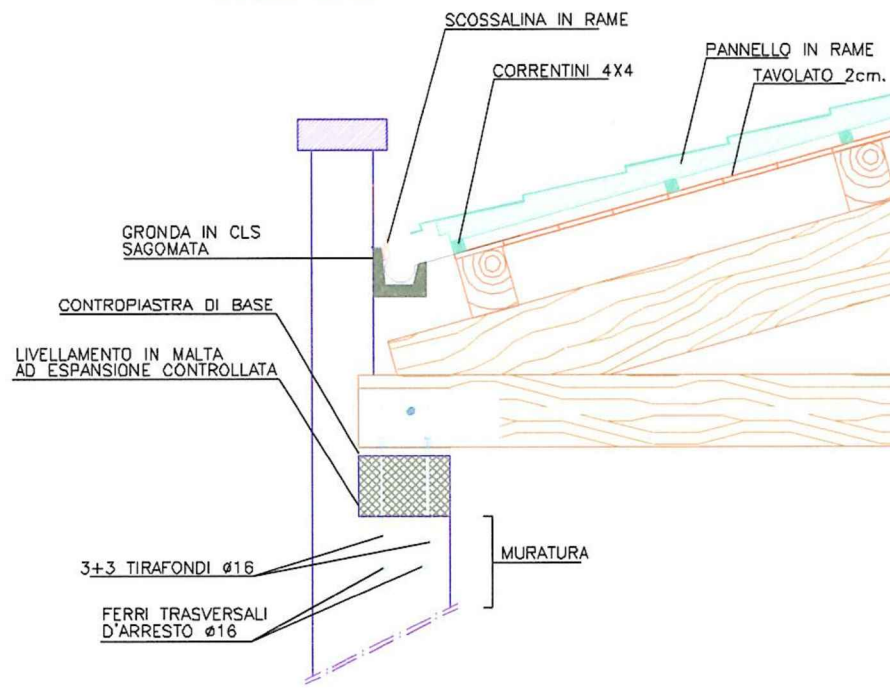 SCOSSALINA IN RAME
PANNELLO IN RAME
CORRENTINI 4X4
TAVOLATO 2cm.
GRONDA IN CLS
SAGOMATA
CONTROPIASTRA DI BASE
LIVELLAMENTO IN MALTA
AD ESPANSIONE CONTROLLATA
MURATURA
3+3 TIRAFONDI ø16
FERRI TRASVERSALI
D'ARRESTO ø16